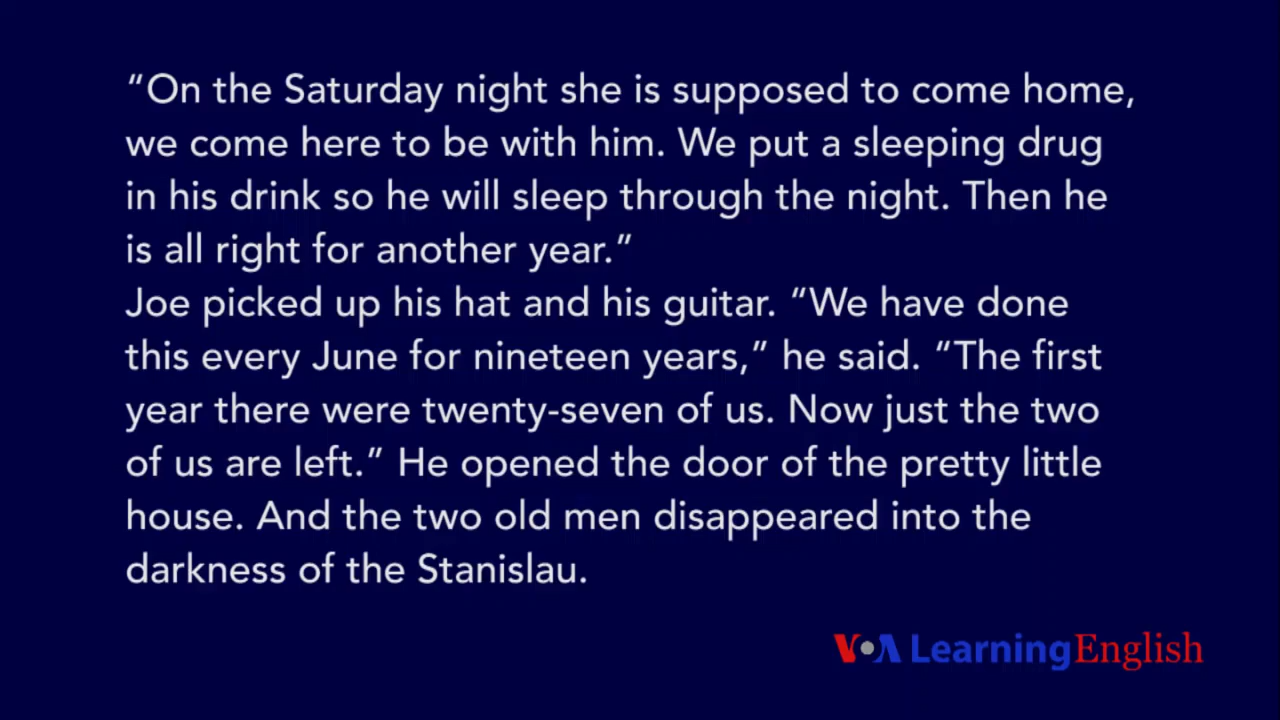 “On the Saturday night she is supposed to come home,
we come here to be with him. We put a sleeping drug
in his drink so he will sleep through the night. Then he
is all right for another year.”
Joe picked up his hat and his guitar. “We have done
this every June for nineteen years,” he said. “The first
year there were twenty-seven of us. Now just the two
of us are left.” He opened the door of the pretty little
house. And the two old men disappeared into the
darkness of the Stanislau.
VOA Learning English